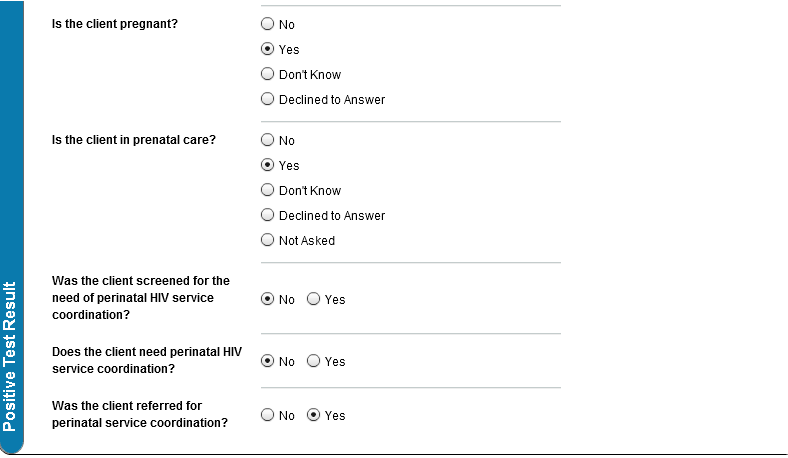 Is the client pregnant?
No
Yes
Don't Know
Declined to Answer
Is the client in prenatal care?
No
Yes
Don't Know
Declined to Answer
Not Asked
Was the client screened for the
need of perinatal HIV service
coordination?
No Yes
Does the client need perinatal HIV
service coordination?
No Yes
Was the client referred for
perinatal service coordination?
No Yes
Positive Test Result